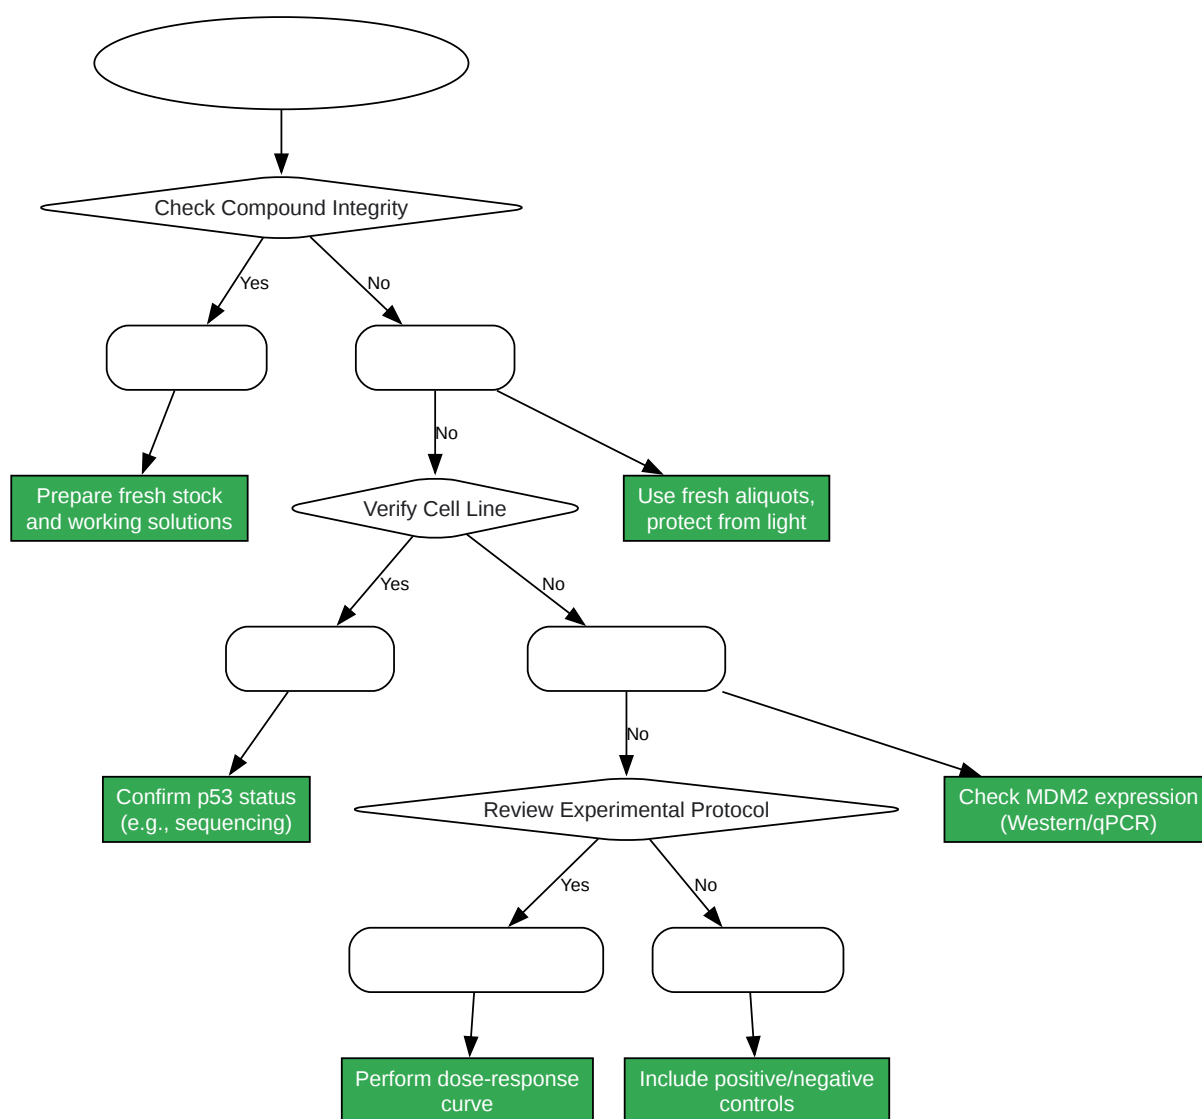 Check Compound Integrity
Yes
No
No
Prepare fresh stock
and working solutions
Verify Cell Line
Use fresh aliquots,
protect from light
Yes
No
No
Confirm p53 status
(e.g., sequencing)
Review Experimental Protocol
Check MDM2 expression
(Western/qPCR)
Yes
No
Perform dose-response
curve
Include positive/negative
controls